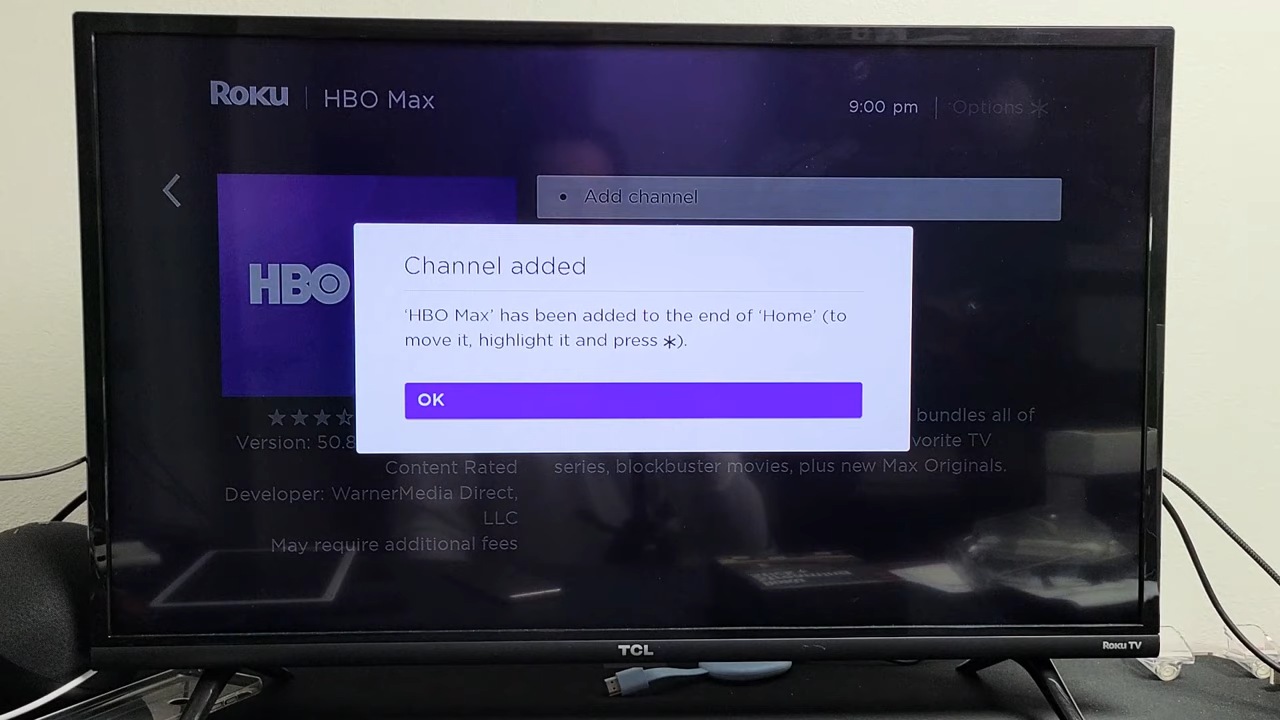 Roku | HBO Max
9:00 pm | Options
Add channel
HBO
Channel added
‘HBO Max’ has been added to the end of ‘Home’ (to
move it, highlight it and press *).
OK
Version: 50.8
Content Rated
Developer: WarnerMedia Direct,
LLC
May require additional fees
bundles all of
vorite TV
series, blockbuster movies, plus new Max Originals.
TCL
Roku TV